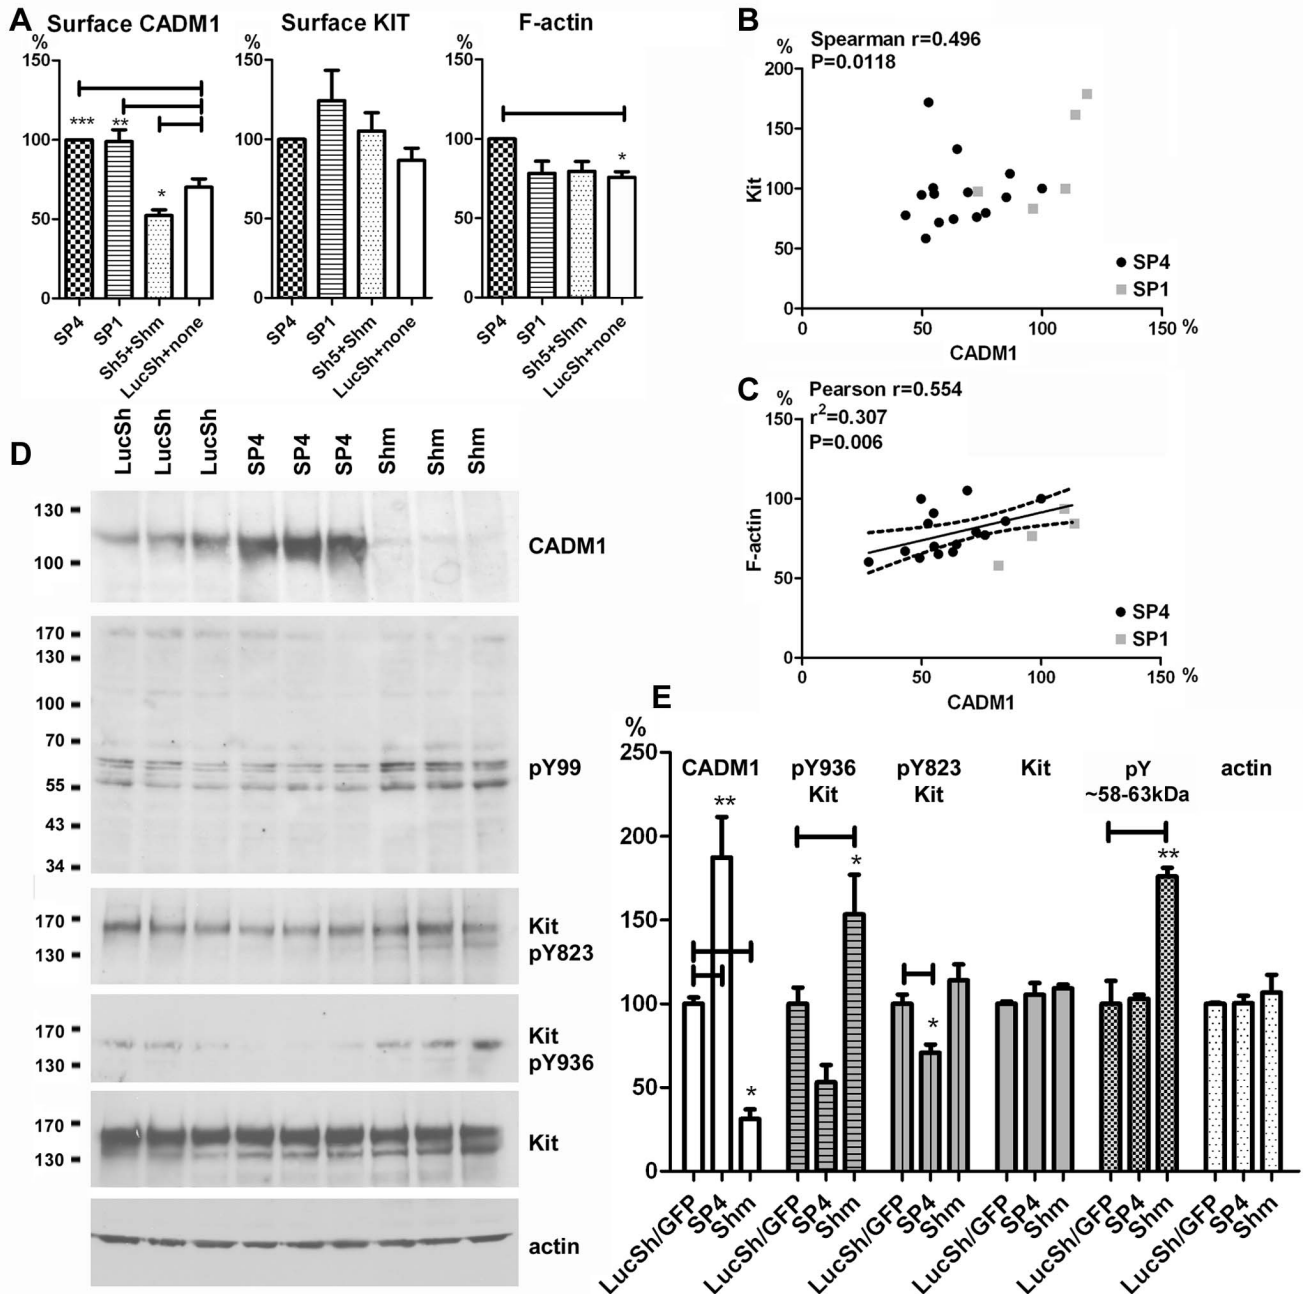 A
Surface CADM1
Surface KIT
F-actin
%
%
%
150
100
50
0
***
**
*
SP4
SP1
Sh5+Shm
LucSh+none
150
100
50
0
SP4
SP1
Sh5+Shm
LucSh+none
150
100
50
0
*
SP4
SP1
Sh5+Shm
LucSh+none
B
%
Spearman r=0.496
P=0.0118
200
150
100
50
0
Kit
SP4
SP1
0
50
100
150 %
CADM1
C
%
Pearson r=0.554
r²=0.307
P=0.006
150
100
50
0
F-actin
SP4
SP1
0
50
100
150 %
CADM1
D
LucSh
LucSh
LucSh
SP4
SP4
SP4
Shm
Shm
Shm
130
100
CADM1
170
130
100
70
55
43
34
pY99
170
130
Kit
pY823
170
130
Kit
pY936
170
130
Kit
actin
E
%
250
200
150
100
50
0
CADM1
pY936
Kit
pY823
Kit
Kit
pY
~58-63kDa
actin
**
*
*
*
**
LucSh/GFP
SP4
Shm
LucSh/GFP
SP4
Shm
LucSh/GFP
SP4
Shm
LucSh/GFP
SP4
Shm
LucSh/GFP
SP4
Shm
LucSh/GFP
SP4
Shm